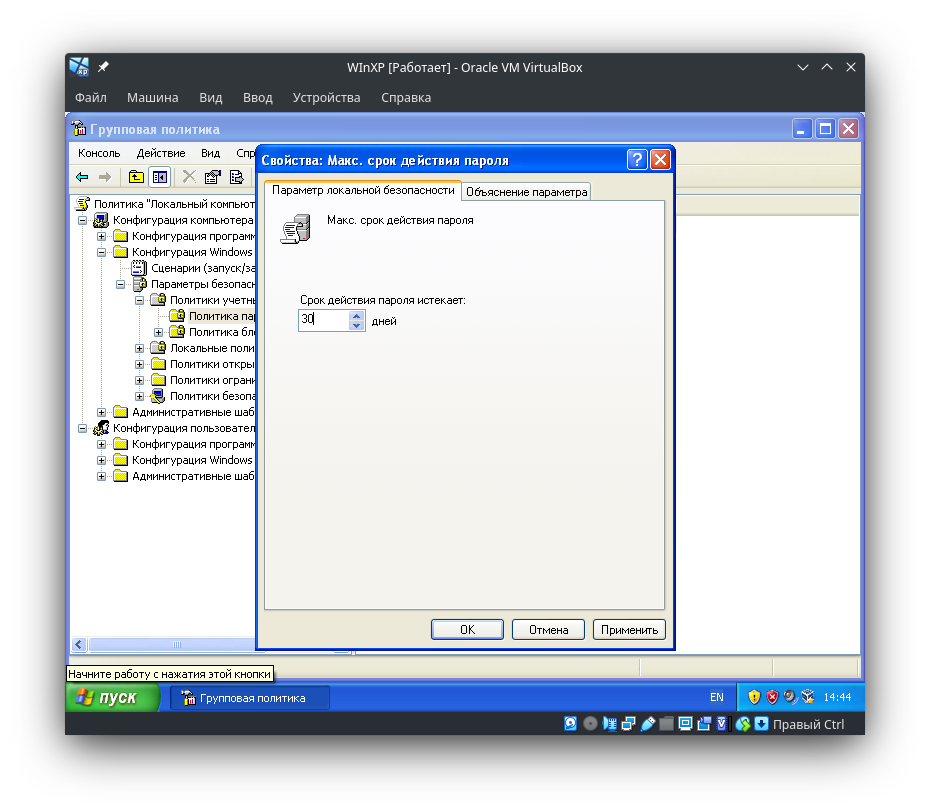 WInXP [Работает] - Oracle VM VirtualBox
Файл Машина Вид Ввод Устройства Справка
Групповая политика
Консоль Действие Вид Спр
Свойства: Макс. срок действия пароля
Параметр локальной безопасности Объяснение параметра
Макс. срок действия пароля
Срок действия пароля истекает:
30 дней
OK Отмена Применить
Политика "Локальный компьют
Конфигурация компьютера
Конфигурация программ
Конфигурация Windows
Сценарии (запуск/за
Параметры безопасн
Политики учетн
Политика пар
Политика бло
Локальные поли
Политики откры
Политики ограни
Политики безопа
Административные шаб
Конфигурация пользовател
Конфигурация программ
Конфигурация Windows
Административные шаб
Начните работу с нажатия этой кнопки
пуск Групповая политика EN 14:44
Правый Ctrl